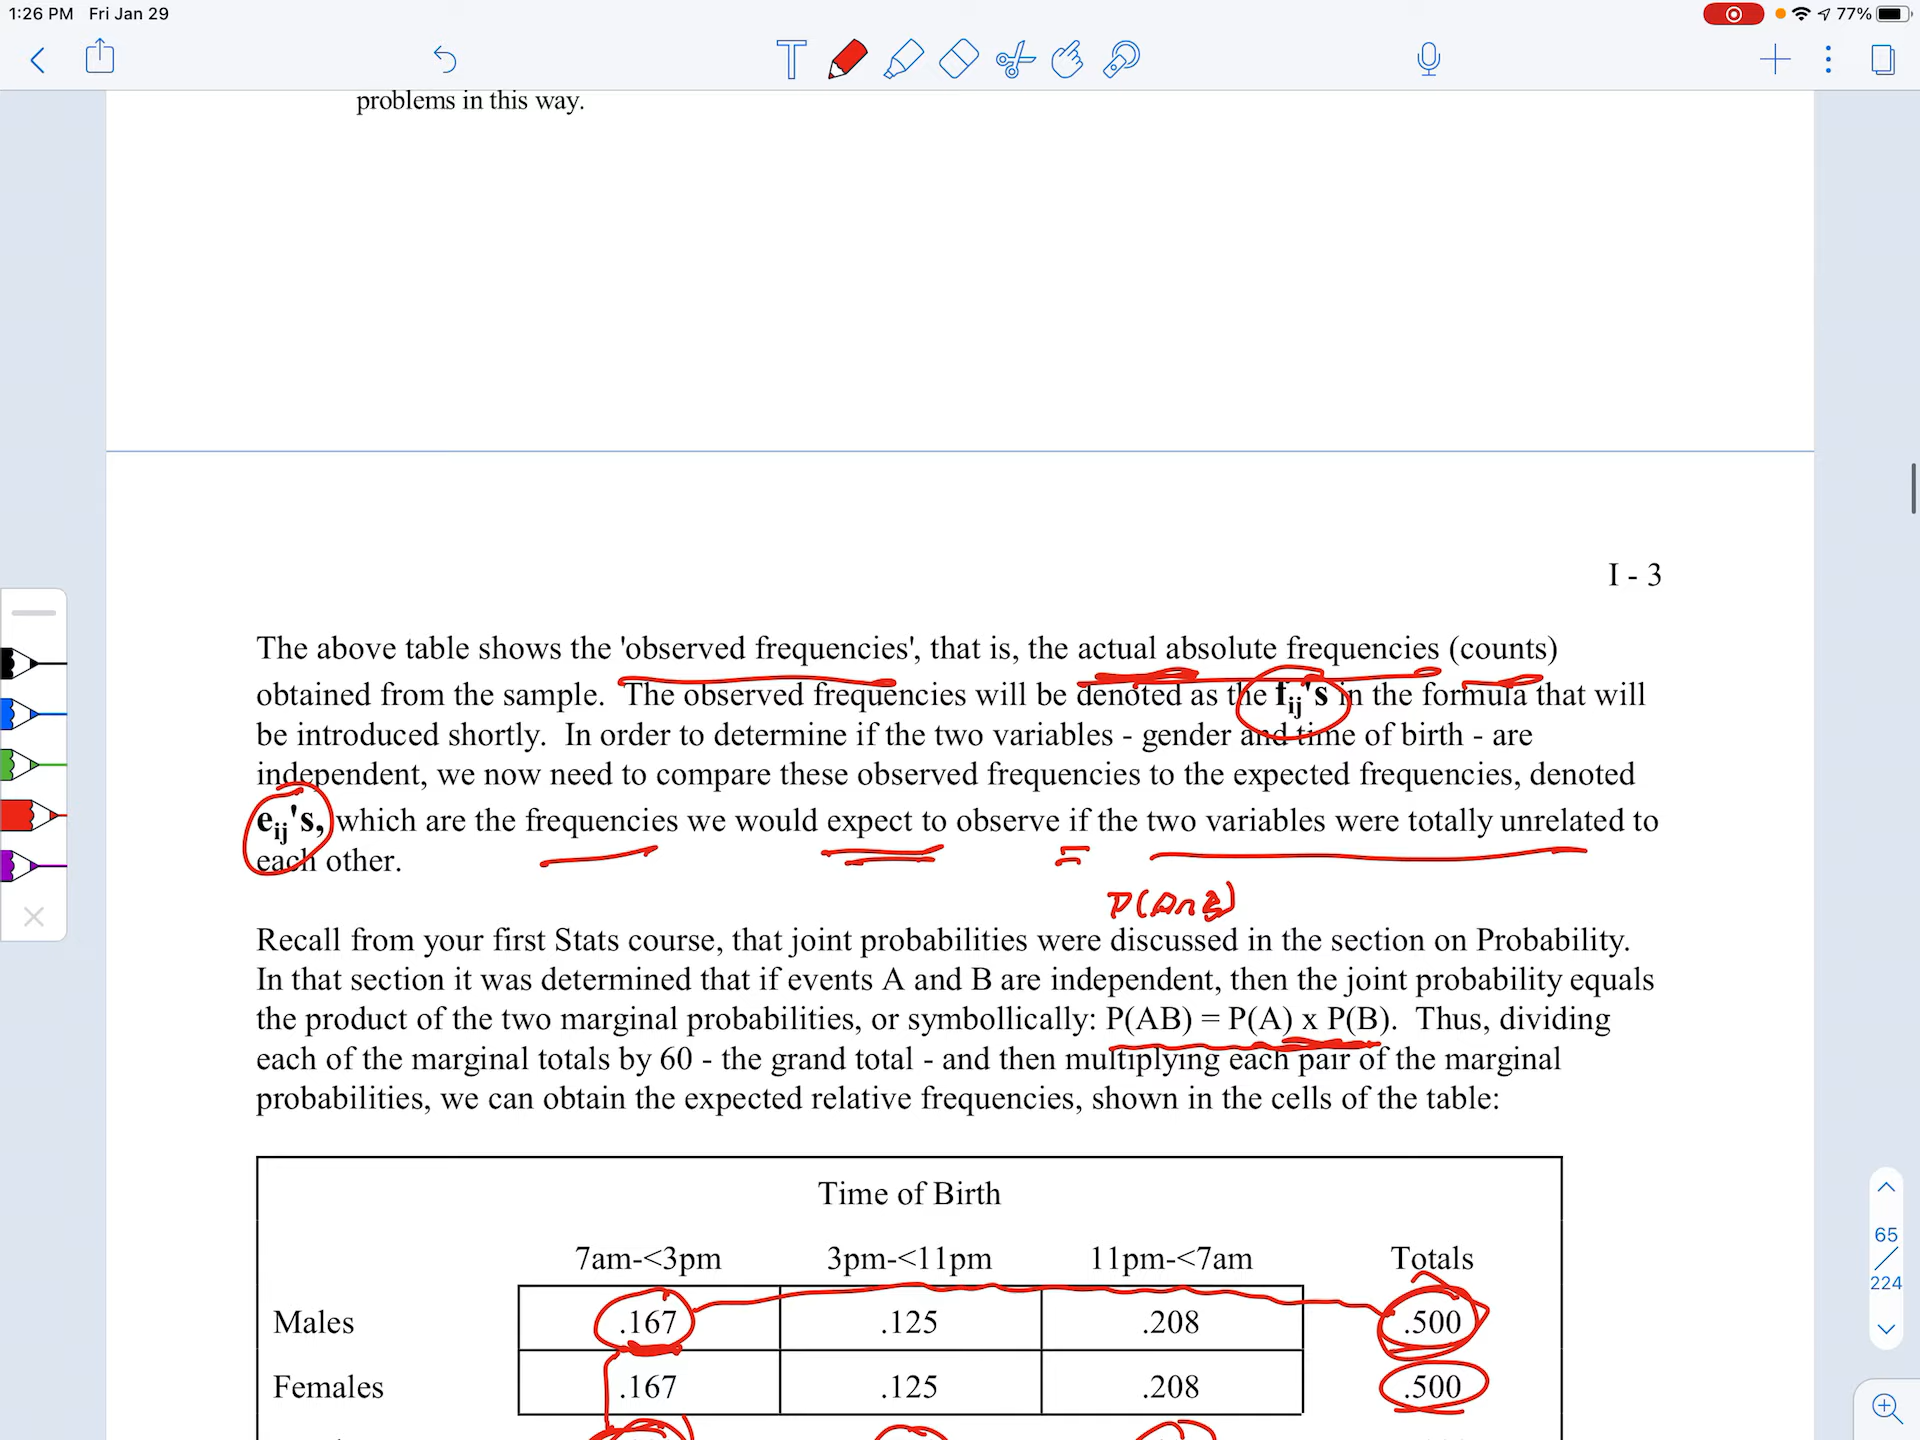 1:26 PM Fri Jan 29
77%
problems in this way.
I - 3
The above table shows the 'observed frequencies', that is, the actual absolute frequencies (counts)
obtained from the sample. The observed frequencies will be denoted as the fij's in the formula that will
be introduced shortly. In order to determine if the two variables - gender and time of birth - are
independent, we now need to compare these observed frequencies to the expected frequencies, denoted
eij's, which are the frequencies we would expect to observe if the two variables were totally unrelated to
each other.
P(A∩B)
Recall from your first Stats course, that joint probabilities were discussed in the section on Probability.
In that section it was determined that if events A and B are independent, then the joint probability equals
the product of the two marginal probabilities, or symbollically: P(AB) = P(A) x P(B). Thus, dividing
each of the marginal totals by 60 - the grand total - and then multiplying each pair of the marginal
probabilities, we can obtain the expected relative frequencies, shown in the cells of the table:
Time of Birth
7am-<3pm 3pm-<11pm 11pm-<7am Totals
Males .167 .125 .208 .500
Females .167 .125 .208 .500
65
/
224